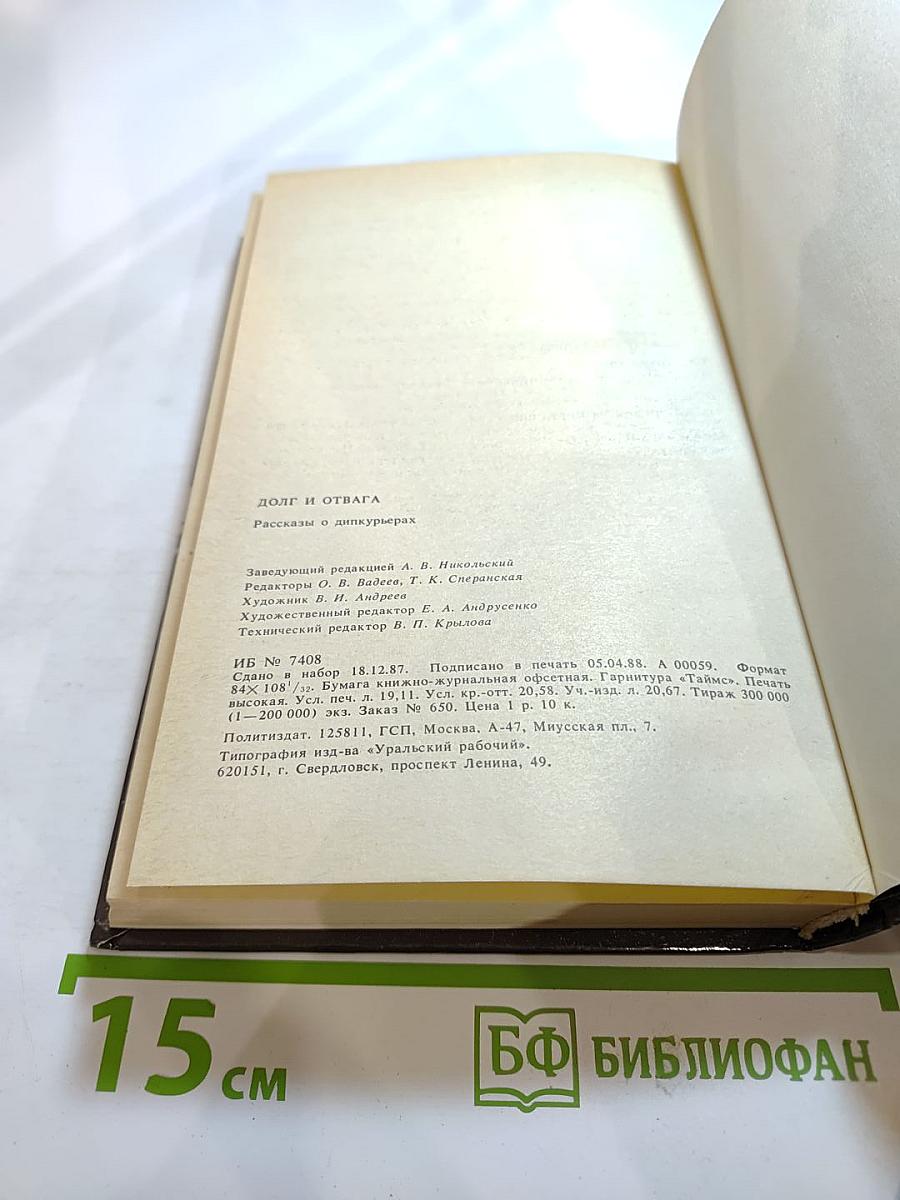 ДОЛГ И ОТВАГА
Рассказы о дипкурьерах
Заведующий редакцией А. В. Никольский
Редакторы О. В. Вадеев, Т. К. Сперанская
Художник В. И. Андреев
Художественный редактор Е. А. Андрусенко
Технический редактор В. П. Крылова
ИБ № 7408
Сдано в набор 18.12.87. Подписано в печать 05.04.88. А 00059. Формат
84×108¹/₃₂. Бумага книжно-журнальная офсетная. Гарнитура «Таймс». Печать
высокая. Усл. печ. л. 19,11. Усл. кр.-отт. 20,58. Уч.-изд. л. 20,67. Тираж 300 000
(1—200 000) экз. Заказ № 650. Цена 1 р. 10 к.
Политиздат. 125811, ГСП, Москва, А-47, Миусская пл., 7.
Типография изд-ва «Уральский рабочий».
620151, г. Свердловск, проспект Ленина, 49.
15 см
БФ БИБЛИОФАН